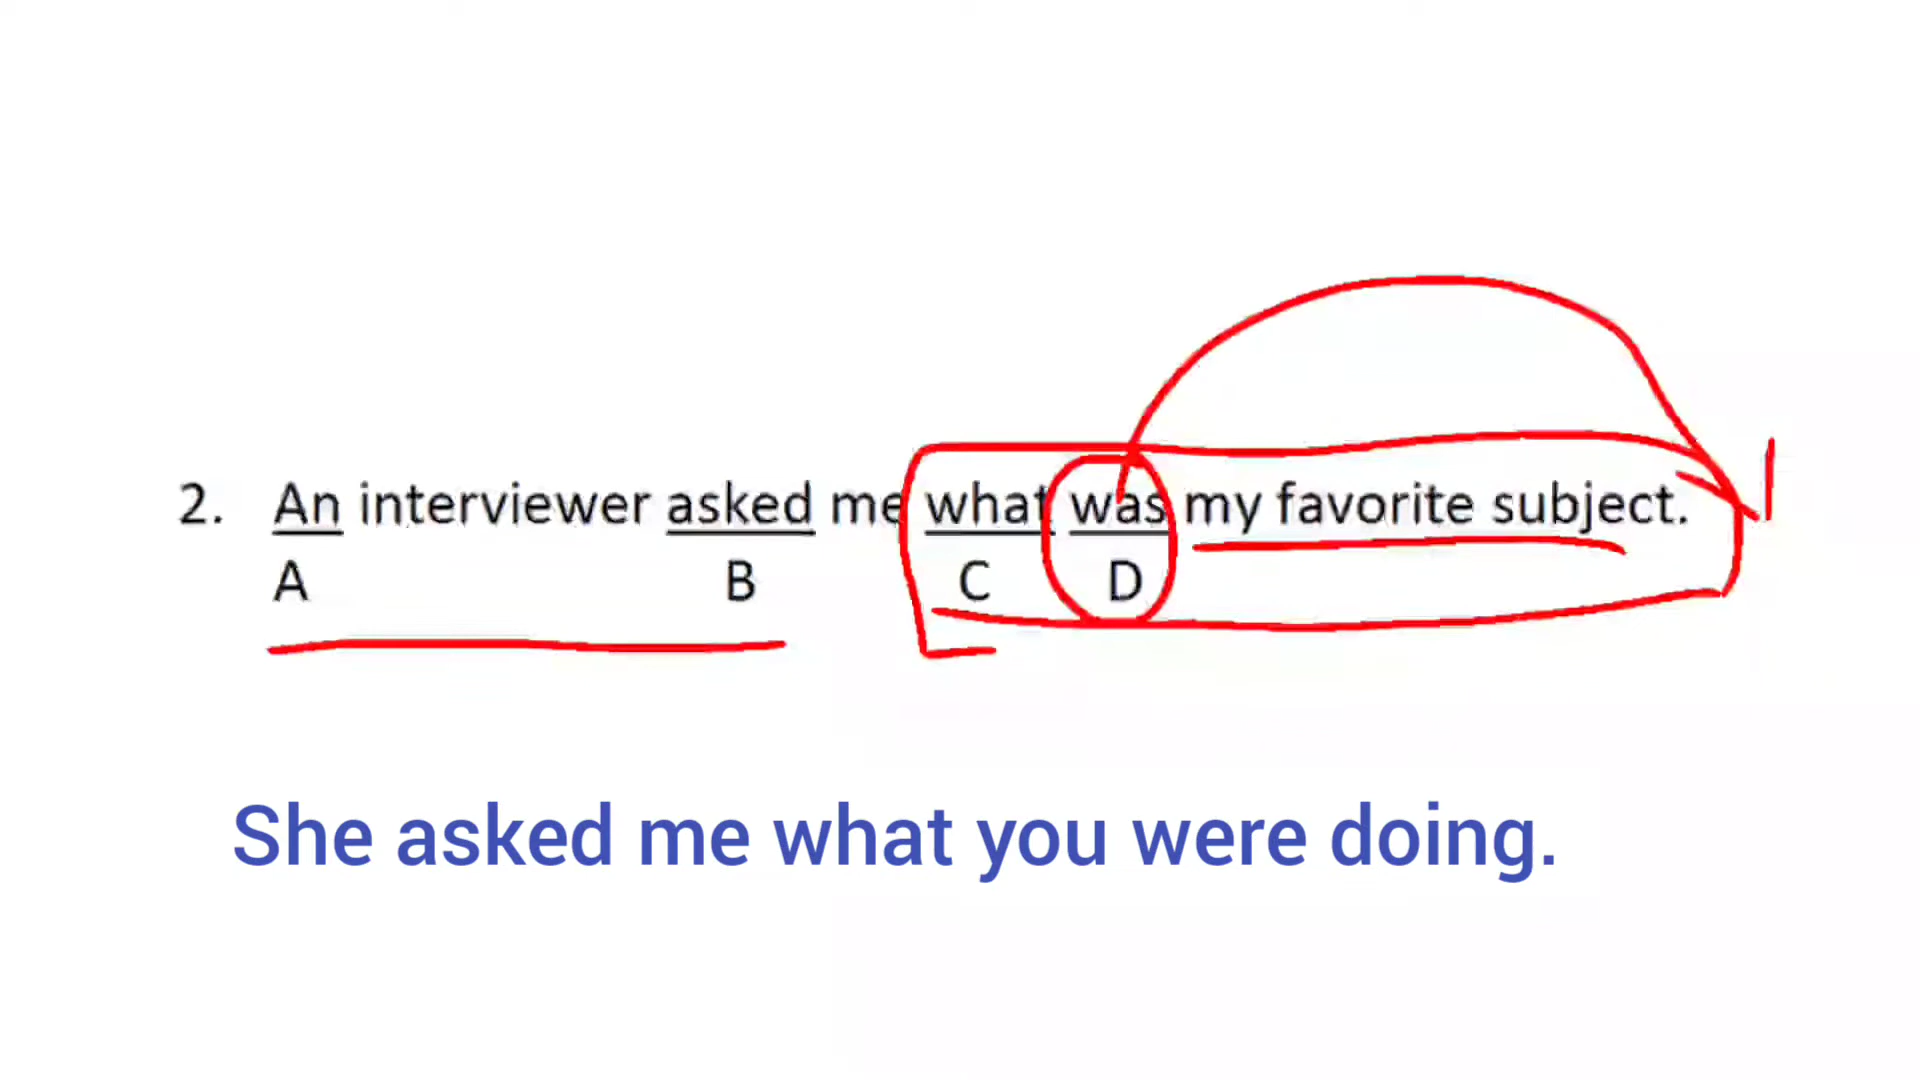 2. An interviewer asked me what was my favorite subject.
A B C D
She asked me what you were doing.